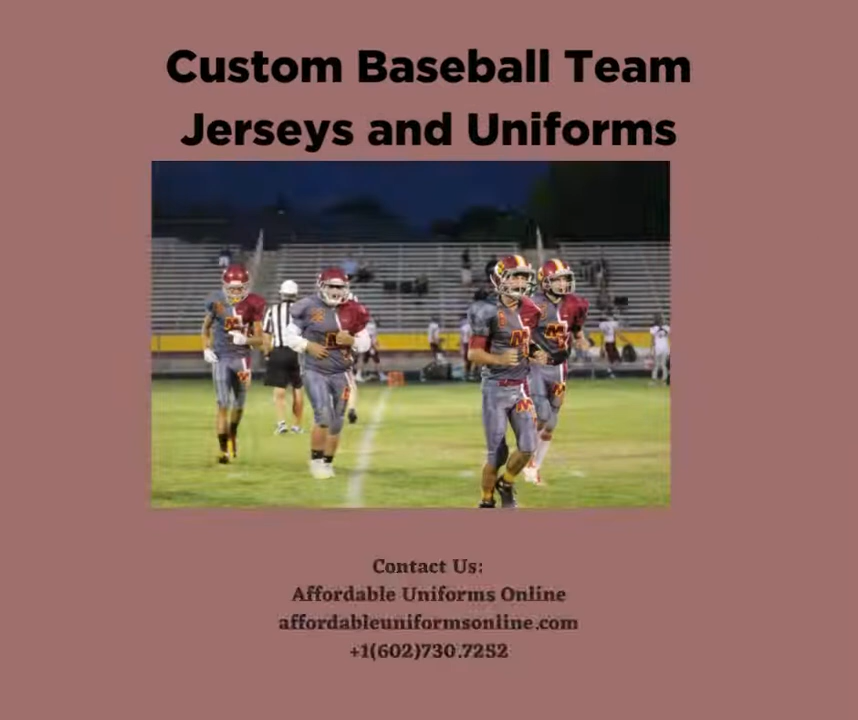 Custom Baseball Team
Jerseys and Uniforms
Contact Us:
Affordable Uniforms Online
affordableuniformsonline.com
+1(602)730.7252